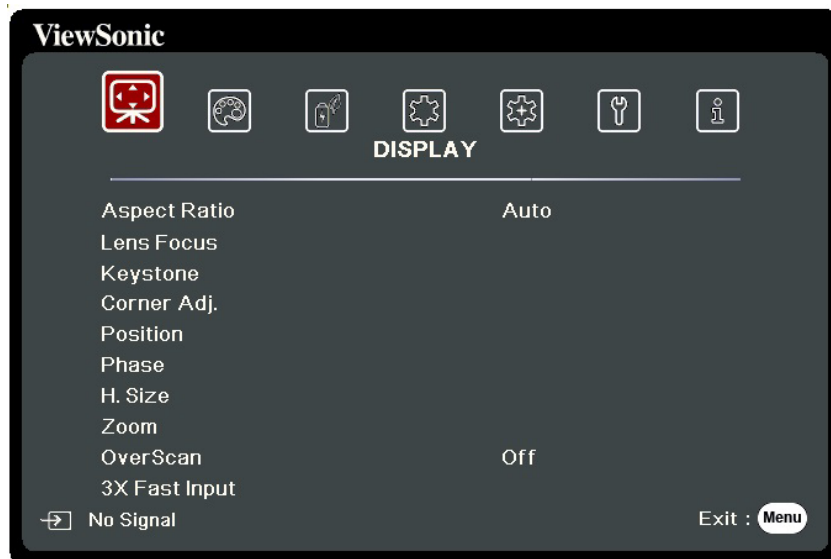 ViewSonic
DISPLAY
Aspect Ratio Auto
Lens Focus
Keystone
Corner Adj.
Position
Phase
H. Size
Zoom
OverScan Off
3X Fast Input
No Signal Exit : Menu